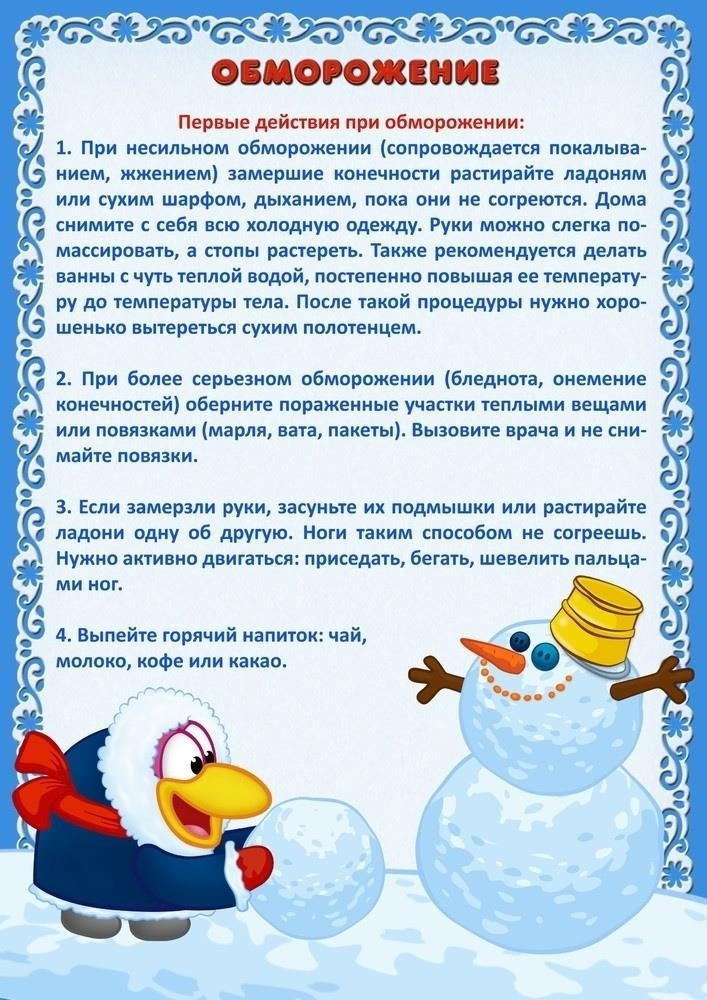 ОБМОРОЖЕНИЕ
Первые действия при обморожении:
1. При несильном обморожении (сопровождается покалыва-
нием, жжением) замершие конечности растирайте ладоням
или сухим шарфом, дыханием, пока они не согреются. Дома
снимите с себя всю холодную одежду. Руки можно слегка по-
массировать, а стопы растереть. Также рекомендуется делать
ванны с чуть теплой водой, постепенно повышая ее температу-
ру до температуры тела. После такой процедуры нужно хоро-
шенько вытереться сухим полотенцем.
2. При более серьезном обморожении (бледнота, онемение
конечностей) оберните пораженные участки теплыми вещами
или повязками (марля, вата, пакеты). Вызовите врача и не сни-
майте повязки.
3. Если замерзли руки, засуньте их подмышки или растирайте
ладони одну об другую. Ноги таким способом не согреешь.
Нужно активно двигаться: приседать, бегать, шевелить пальца-
ми ног.
4. Выпейте горячий напиток: чай,
молоко, кофе или какао.